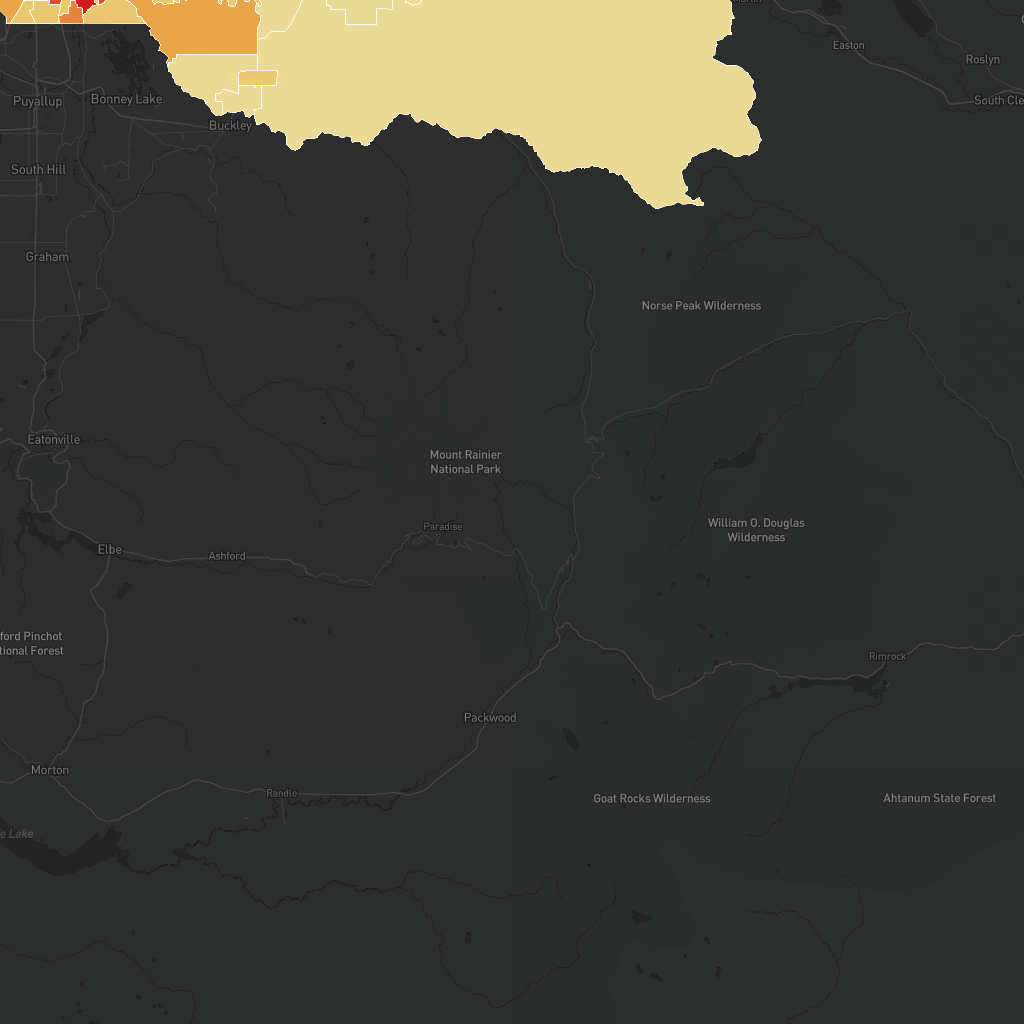 Easton
Roslyn
Puyallup
Bonney Lake
South Cle
Buckley
South Hill
Graham
Norse Peak Wilderness
Eatonville
Mount Rainier
National Park
Paradise
William O. Douglas
Wilderness
Elbe
Ashford
ford Pinchot
tional Forest
Rimrock
Packwood
Morton
Randle
Goat Rocks Wilderness
Ahtanum State Forest
e Lake